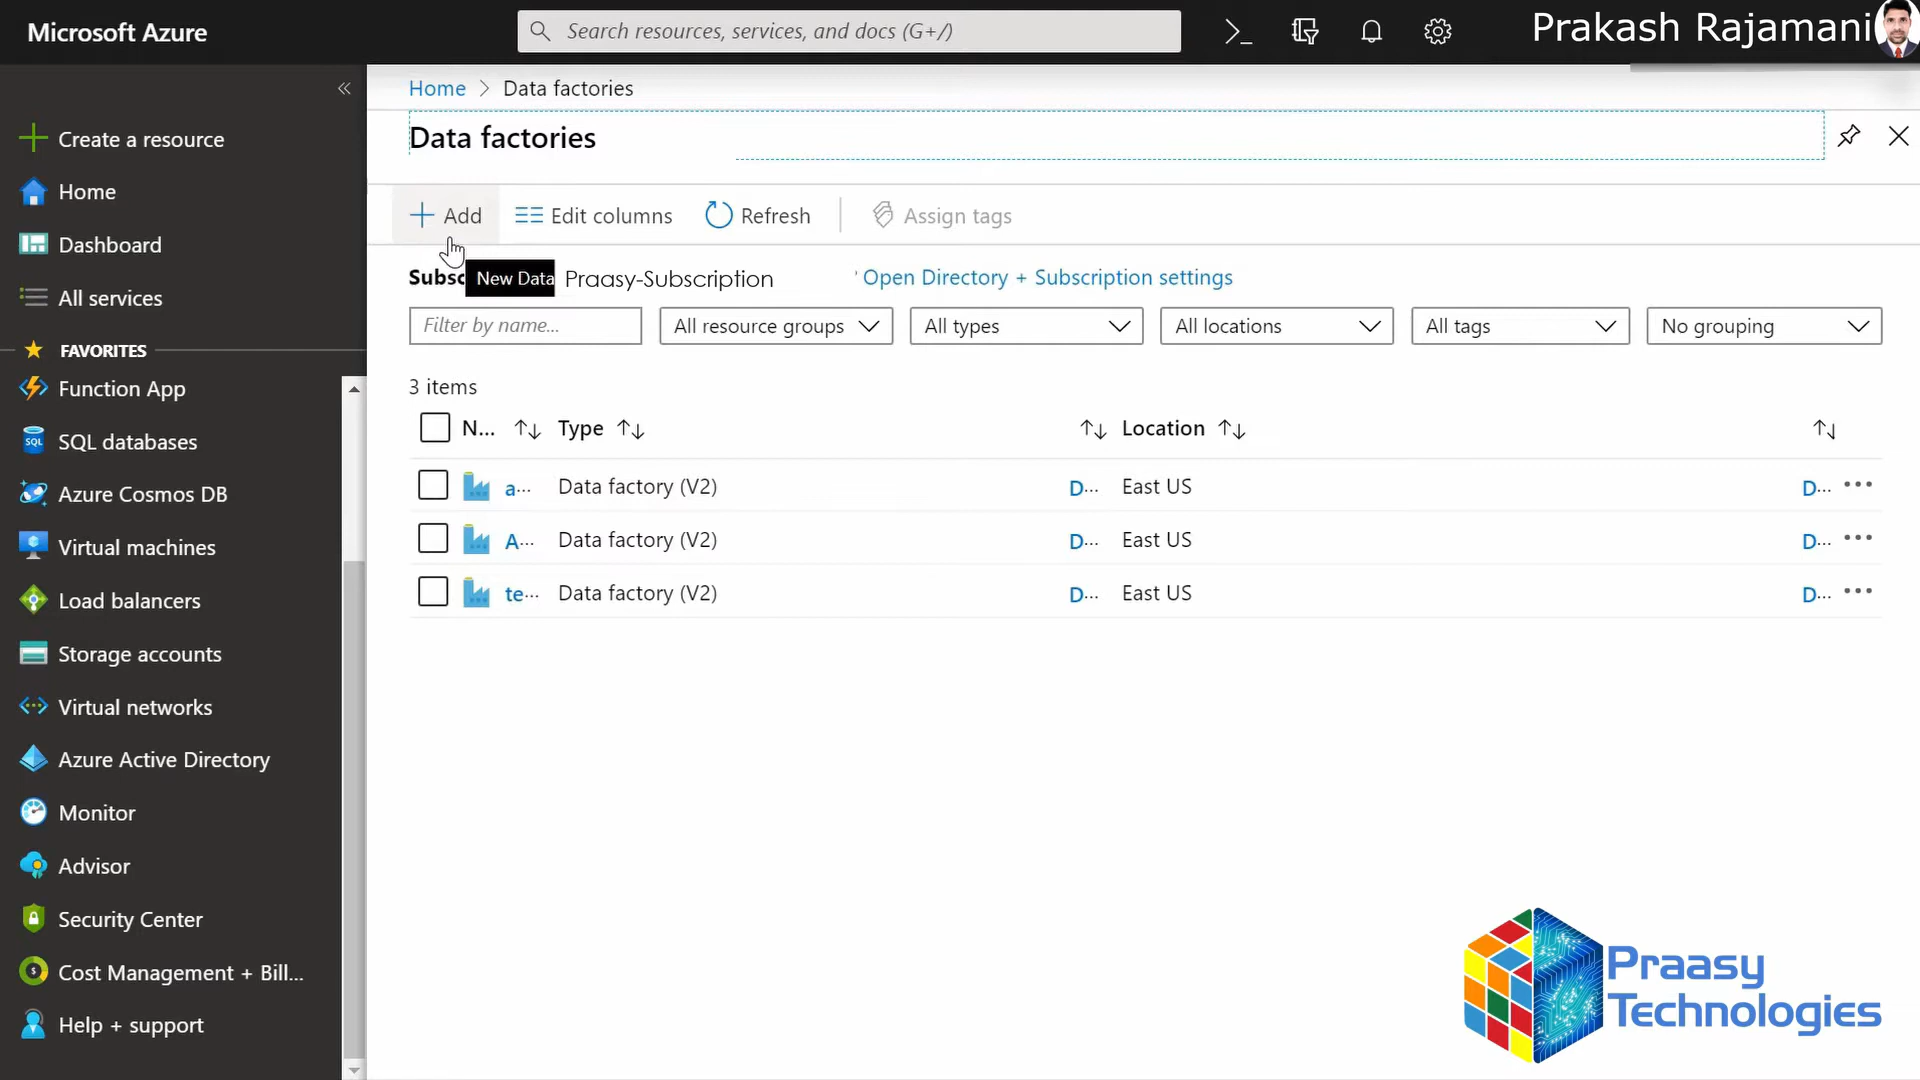 Microsoft Azure
Search resources, services, and docs (G+/)
Prakash Rajamani
Create a resource
Home
Dashboard
All services
FAVORITES
Function App
SQL databases
Azure Cosmos DB
Virtual machines
Load balancers
Storage accounts
Virtual networks
Azure Active Directory
Monitor
Advisor
Security Center
Cost Management + Bill...
Help + support
Home > Data factories
Data factories
Add
Edit columns
Refresh
Assign tags
Subsc
New Data
Praasy-Subscription
Open Directory + Subscription settings
Filter by name...
All resource groups
All types
All locations
All tags
No grouping
3 items
N... Type Location
a... Data factory (V2) D... East US D...
A... Data factory (V2) D... East US D...
te... Data factory (V2) D... East US D...
Praasy
Technologies